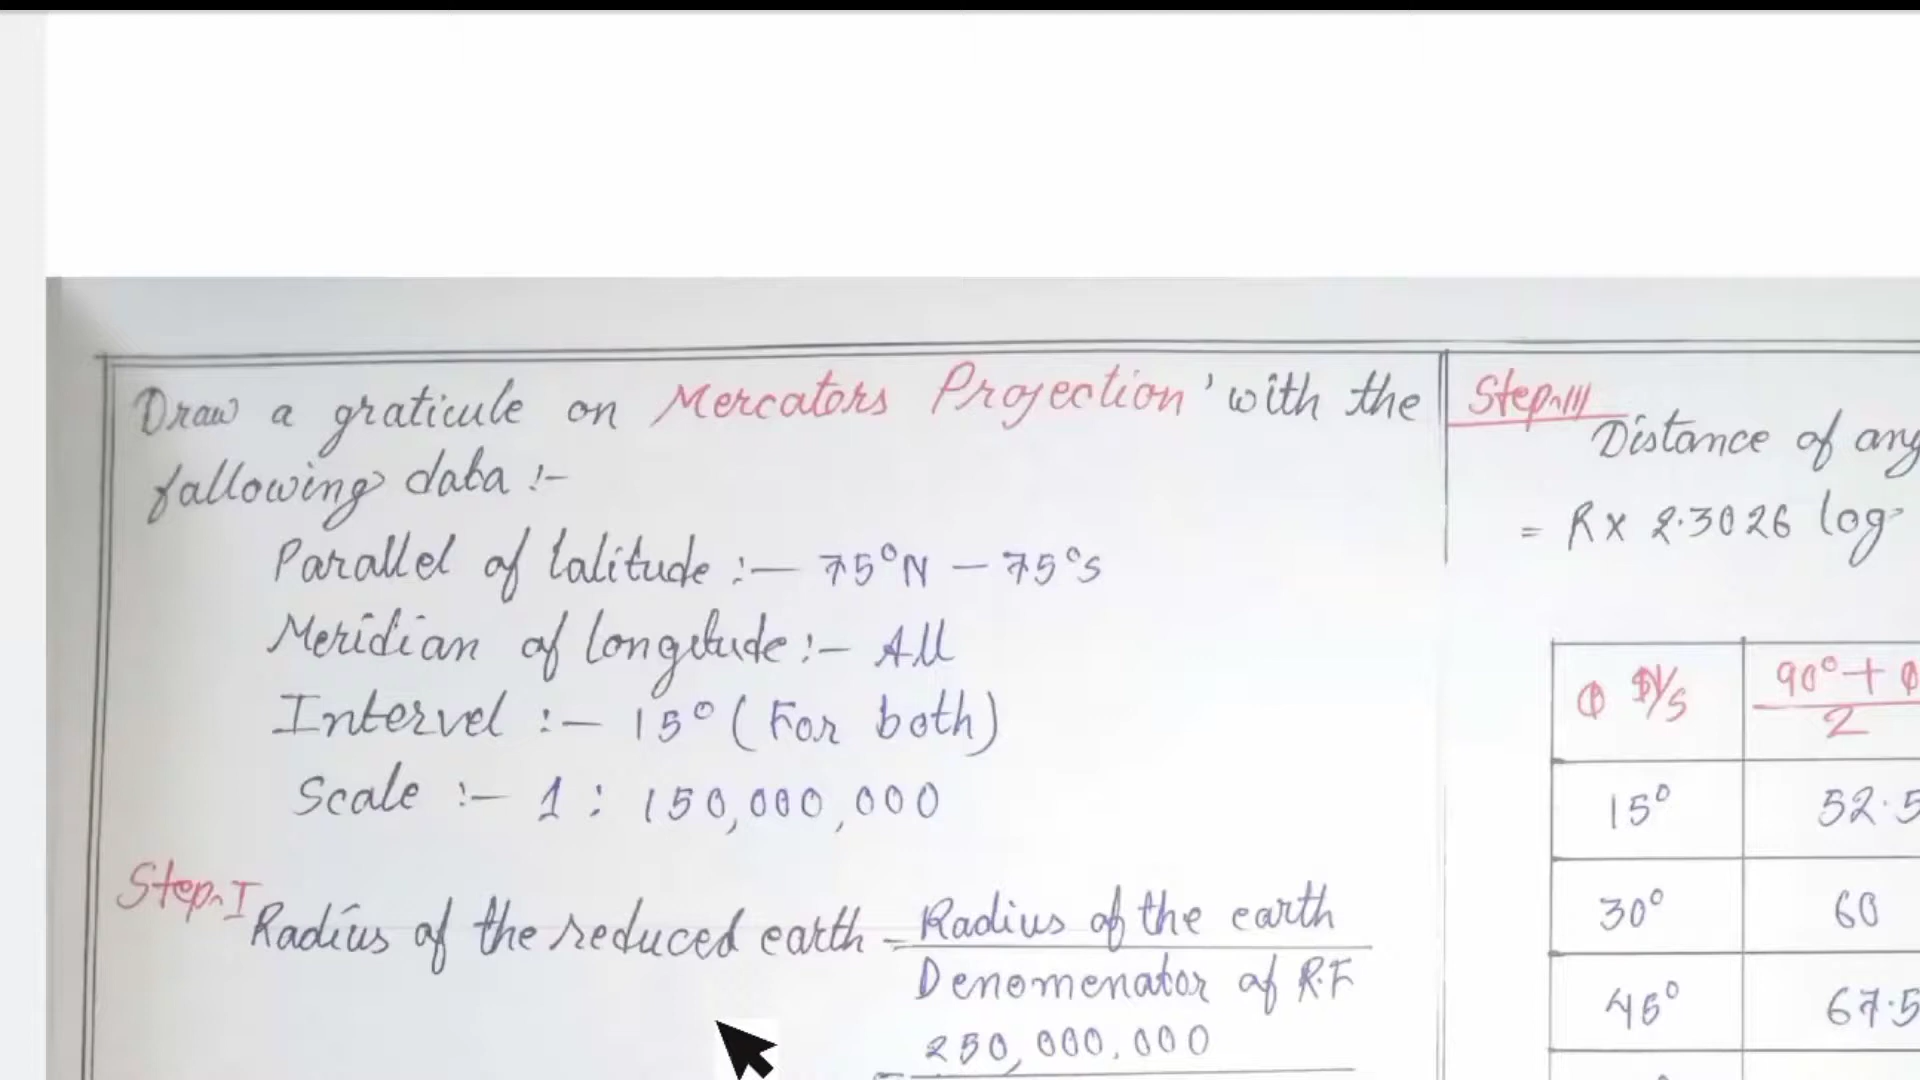 Draw a graticule on Mercators Projection' with the
fallowing data :-
Parallel of latitude :- 75°N - 75°S
Meridian of longitude :- All
Intervel :- 15° (For both)
Scale :- 1 : 150,000,000
Step-I
Radius of the reduced earth = Radius of the earth
Denomenator of R.F
250,000,000
Step-III
Distance of any
= R x 2.3026 log
Φ N/S
90° + Φ
2
15° 52.5
30° 60
45° 67.5